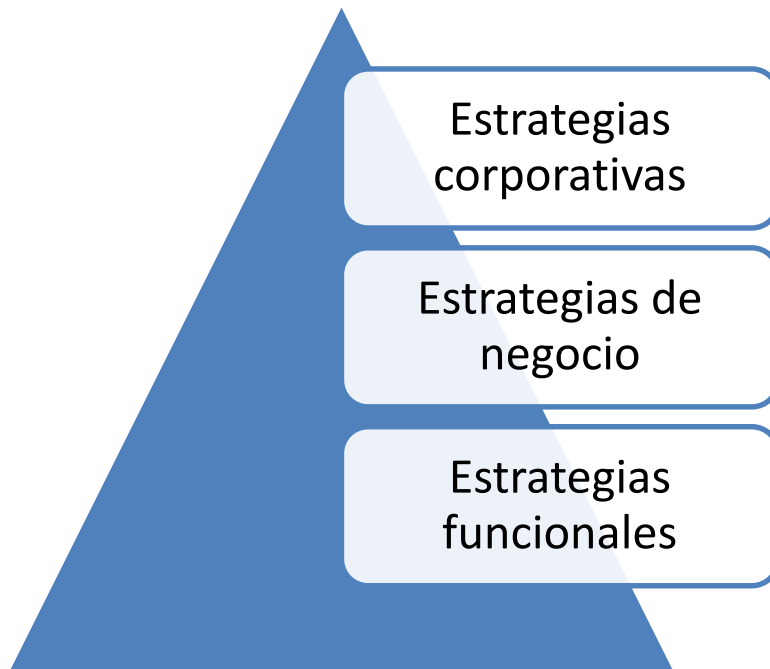 Estrategias
corporativas
Estrategias de
negocio
Estrategias
funcionales